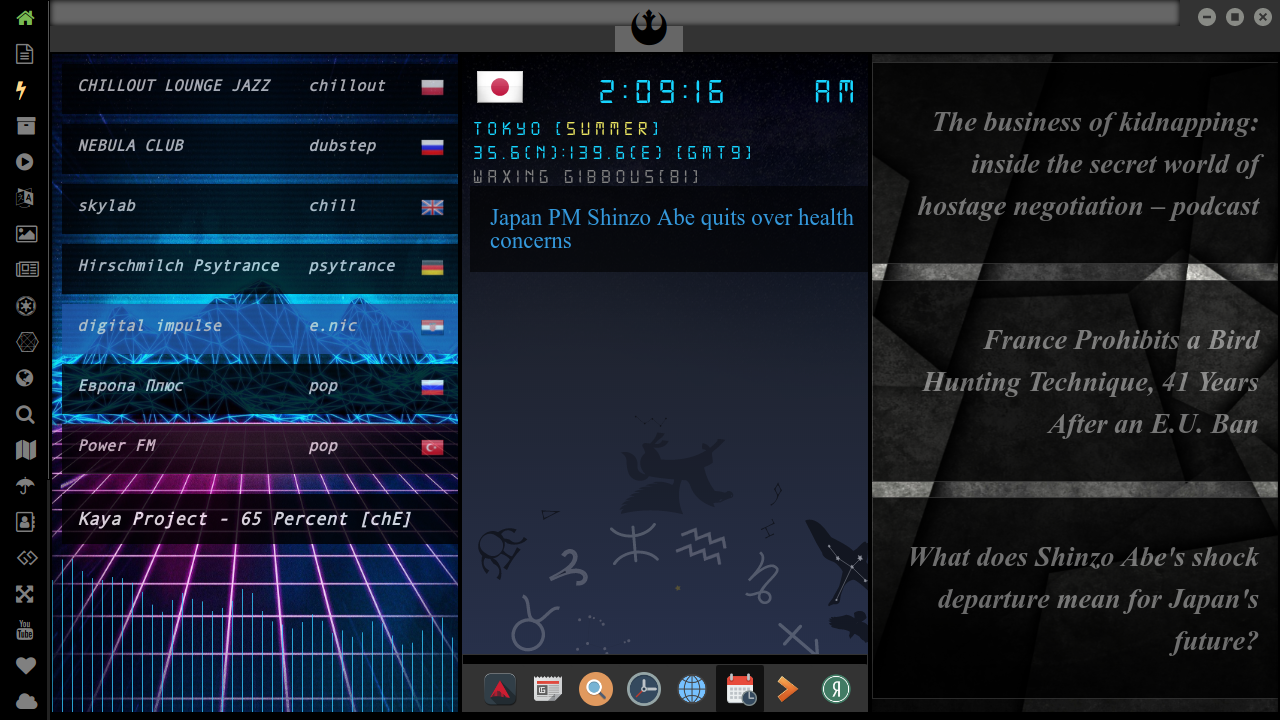 CHILLOUT LOUNGE JAZZ chillout
NEBULA CLUB dubstep
skylab chill
Hirschmilch Psytrance psytrance
digital impulse e.nic
Европа Плюс pop
Power FM pop
Kaya Project - 65 Percent [chE]
2:09:16 AM
TOKYO [SUMMER]
35.6(N):139.6(E) [GMT9]
WAXING GIBBOUS[81]
Japan PM Shinzo Abe quits over health
concerns
The business of kidnapping:
inside the secret world of
hostage negotiation – podcast
France Prohibits a Bird
Hunting Technique, 41 Years
After an E.U. Ban
What does Shinzo Abe's shock
departure mean for Japan's
future?
You
Tube
Я